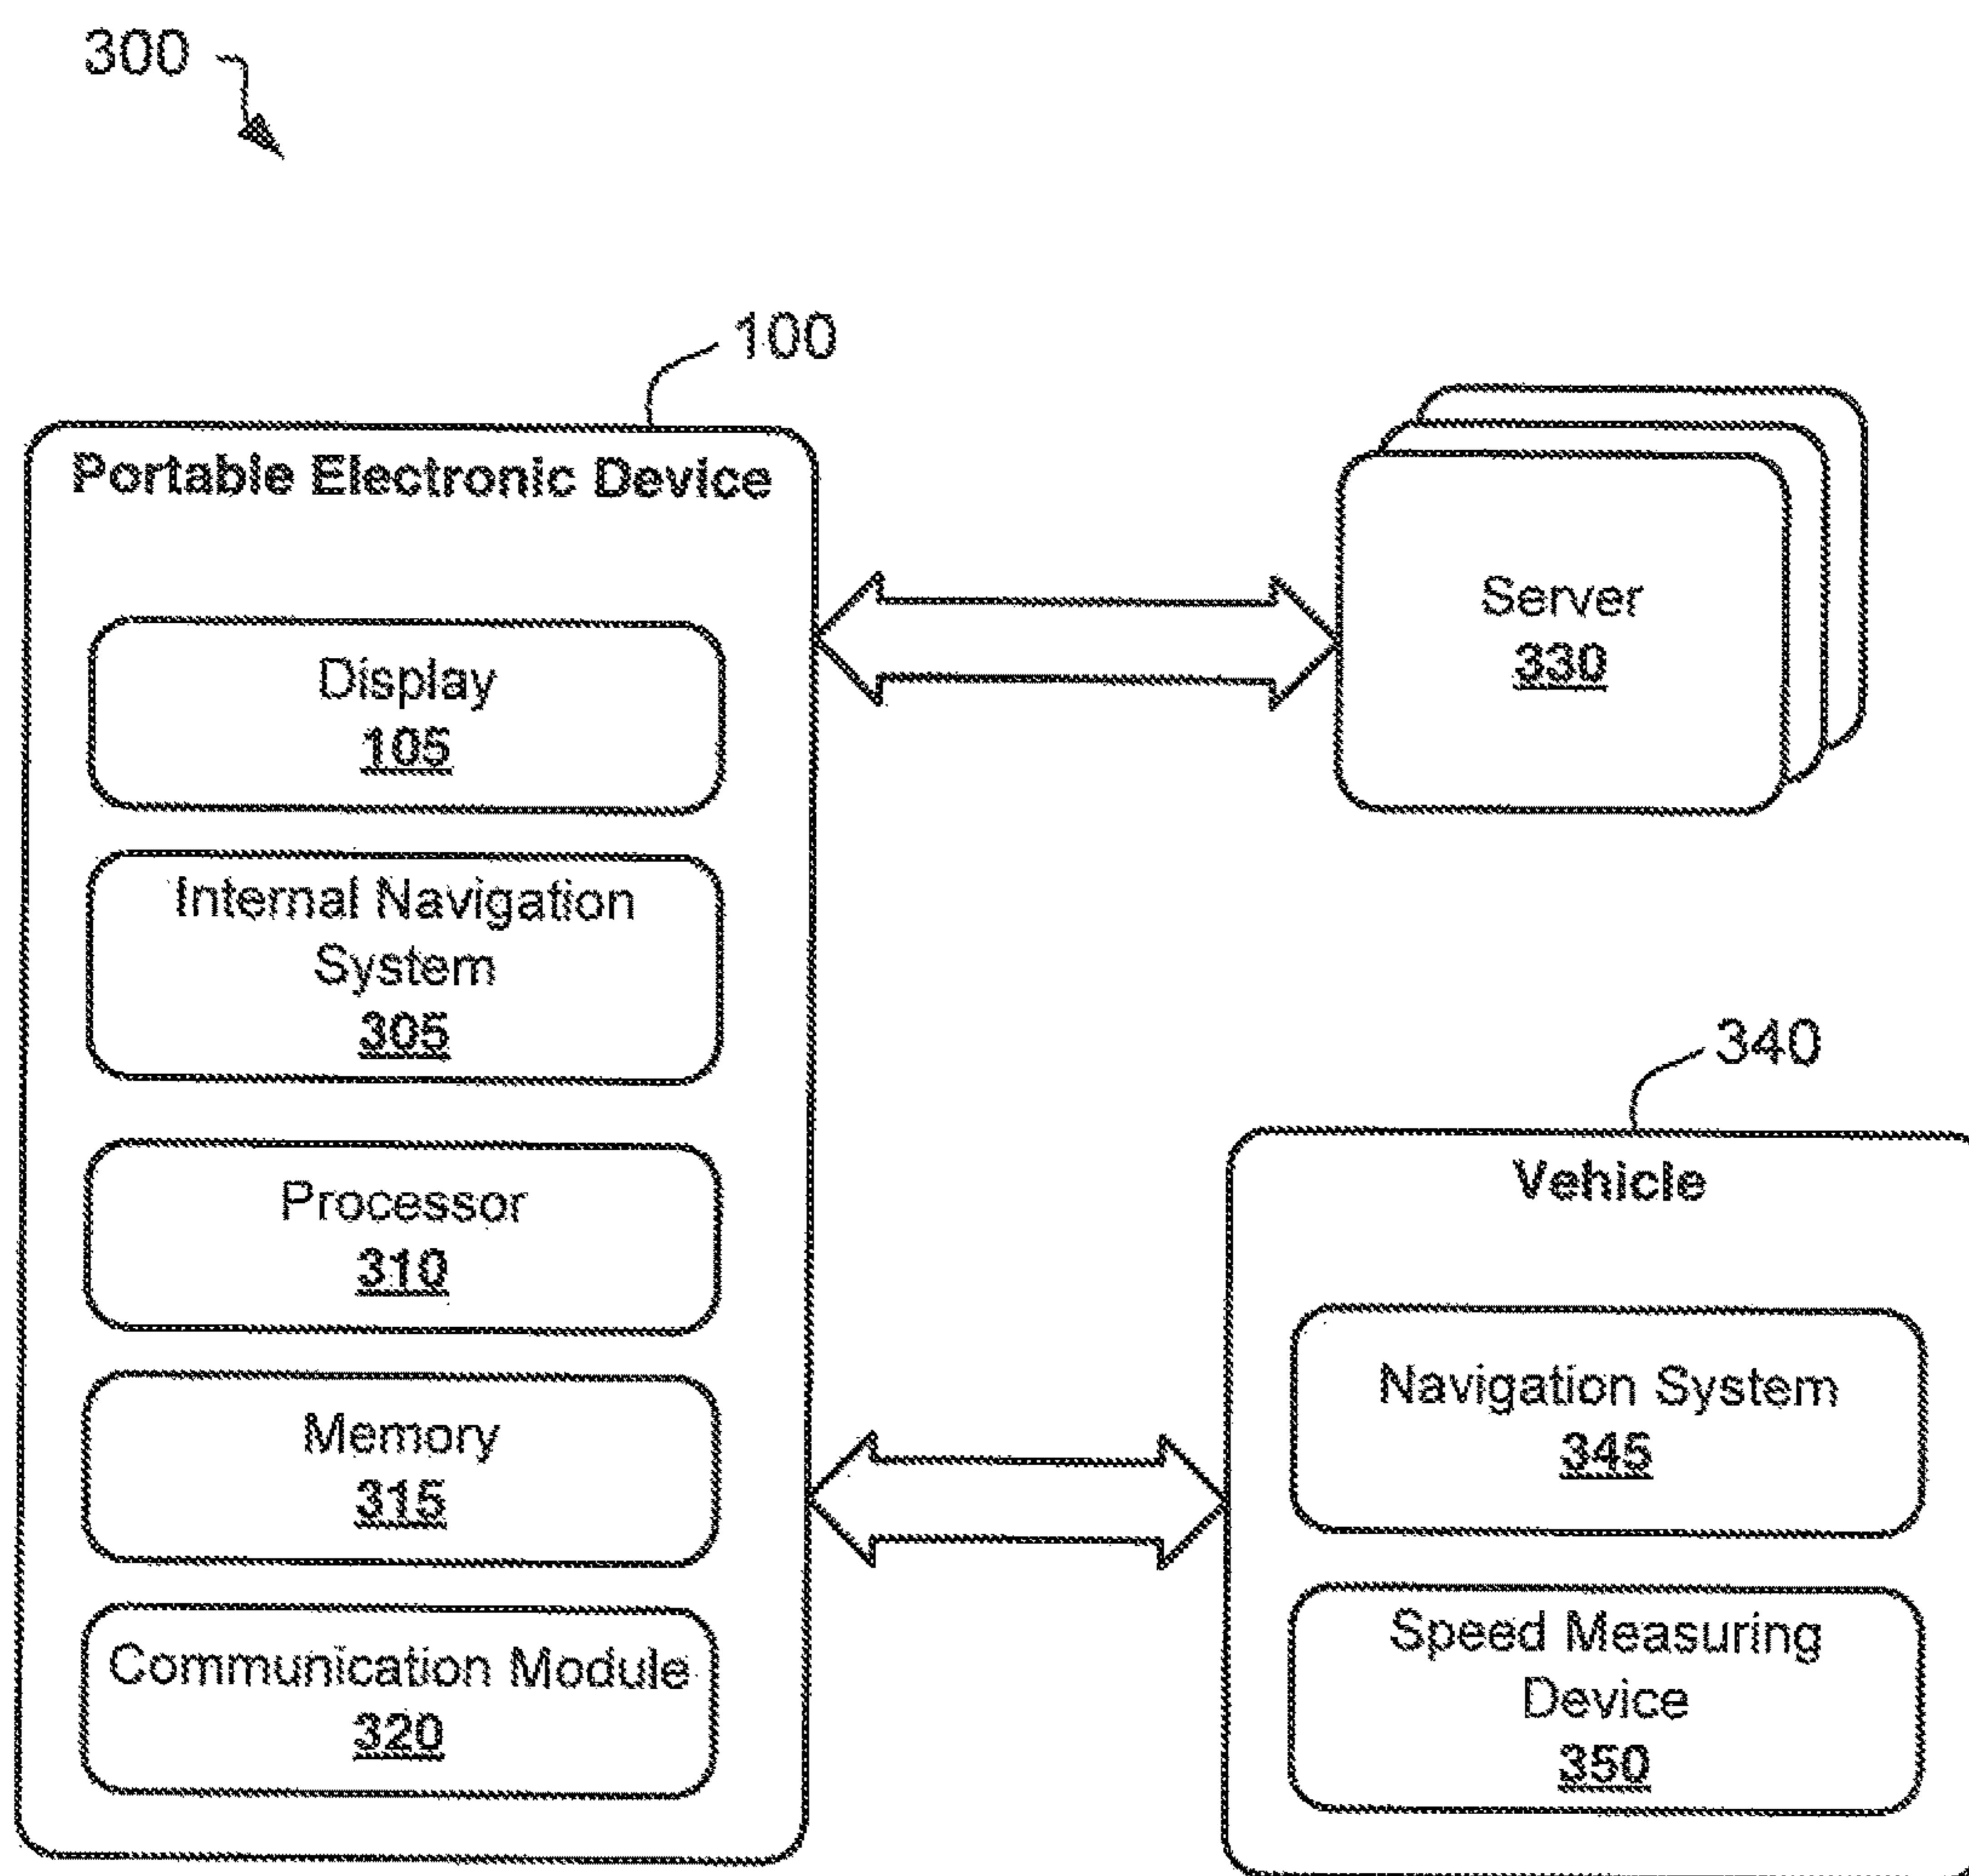 300
100
Portable Electronic Device
Display
105
Internal Navigation
System
305
Processor
310
Memory
315
Communication Module
320
Server
330
340
Vehicle
Navigation System
345
Speed Measuring
Device
350